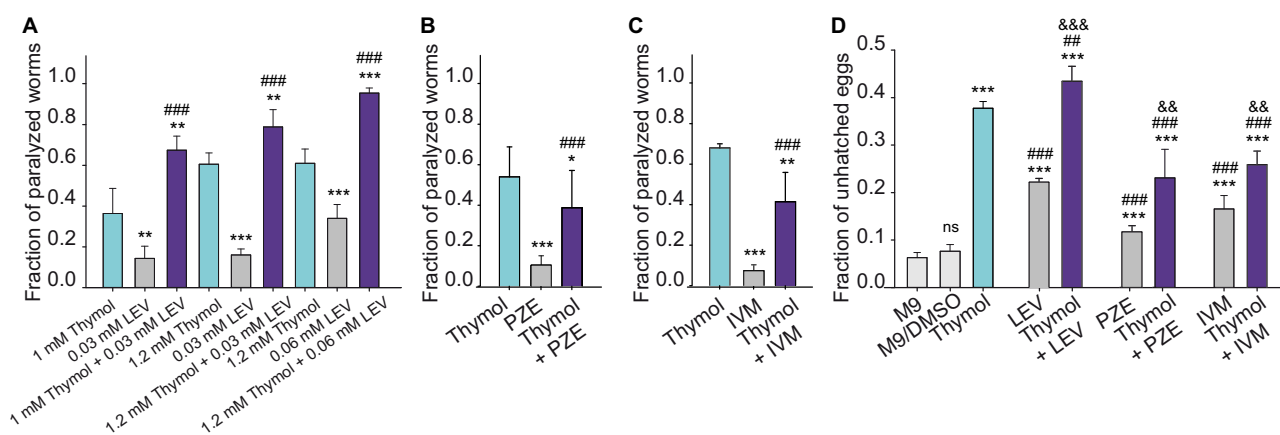 A
Fraction of paralyzed worms
1.0
0.8
0.6
0.4
0.2
0.0
**
###
**
***
###
**
***
###
***
1 mM Thymol
0.03 mM LEV
1 mM Thymol + 0.03 mM LEV
1.2 mM Thymol
0.03 mM LEV
1.2 mM Thymol + 0.03 mM LEV
1.2 mM Thymol
0.06 mM LEV
1.2 mM Thymol + 0.06 mM LEV
B
Fraction of paralyzed worms
1.0
0.8
0.6
0.4
0.2
0.0
***
###
*
Thymol
PZE
Thymol
+ PZE
C
Fraction of paralyzed worms
1.0
0.8
0.6
0.4
0.2
0.0
***
###
**
Thymol
IVM
Thymol
+ IVM
D
Fraction of unhatched eggs
0.5
0.4
0.3
0.2
0.1
0.0
ns
***
###
***
&&&
##
***
###
***
&&
###
***
###
***
&&
###
***
M9
M9/DMSO
Thymol
LEV
Thymol
+ LEV
PZE
Thymol
+ PZE
IVM
Thymol
+ IVM